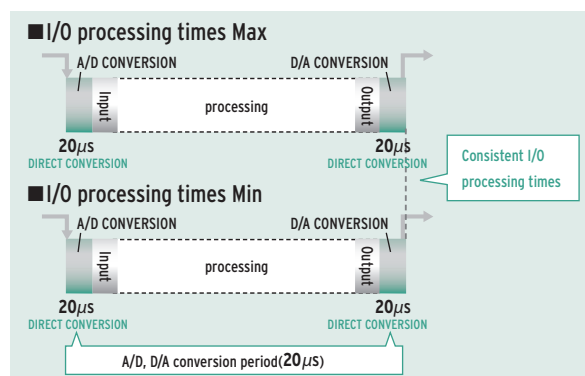 ■I/O processing times Max
A/D CONVERSION
D/A CONVERSION
Input
processing
Output
20μs
DIRECT CONVERSION
20μs
DIRECT CONVERSION
Consistent I/O
processing times
■I/O processing times Min
A/D CONVERSION
D/A CONVERSION
Input
processing
Output
20μs
DIRECT CONVERSION
20μs
DIRECT CONVERSION
A/D, D/A conversion period(20μs)